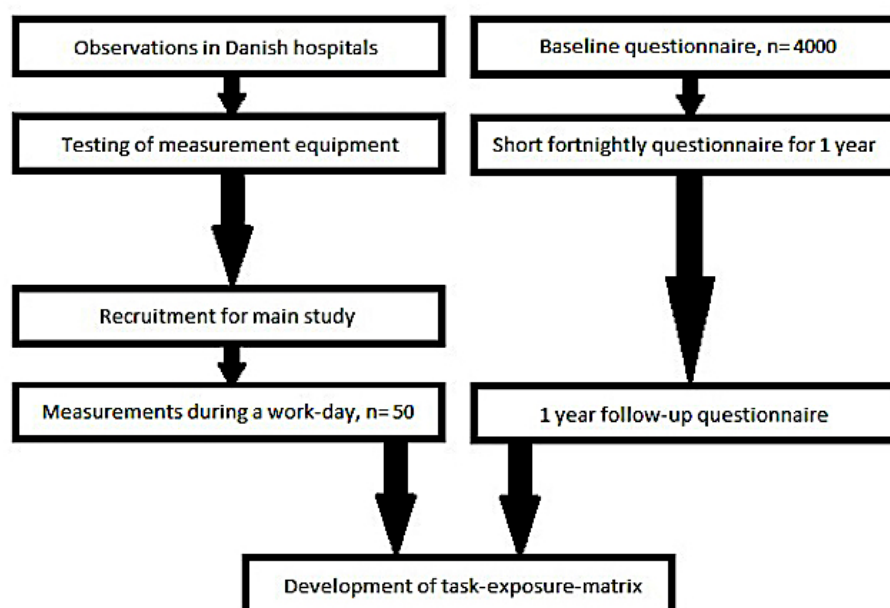 Observations in Danish hospitals
Testing of measurement equipment
Recruitment for main study
Measurements during a work-day, n= 50
Baseline questionnaire, n= 4000
Short fortnightly questionnaire for 1 year
1 year follow-up questionnaire
Development of task-exposure-matrix